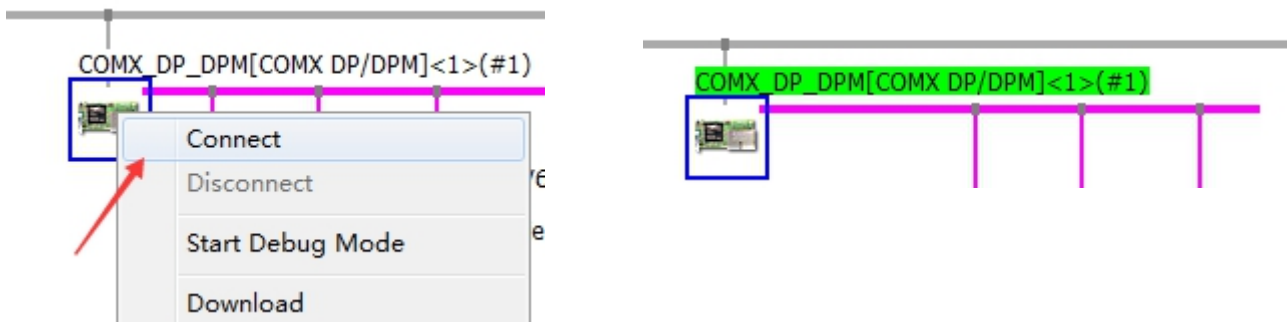 COMX_DP_DPM[COMX DP/DPM]<1>(#1)
Connect
Disconnect
Start Debug Mode
Download
COMX_DP_DPM[COMX DP/DPM]<1>(#1)